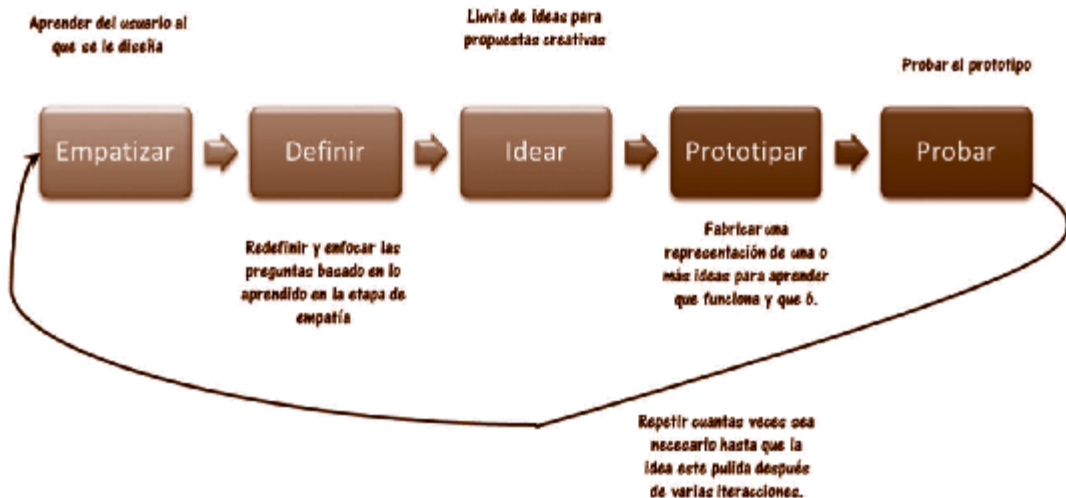 Aprender del usuario al
que se le diseña
Lluvia de ideas para
propuestas creativas
Probar el prototipo
Empatizar
Definir
Idear
Prototipar
Probar
Redefinir y enfocar las
preguntas basado en lo
aprendido en la etapa de
empatía
Fabricar una
representación de una o
más ideas para aprender
que funciona y que ó.
Repetir cuantas veces sea
necesario hasta que la
idea este pulida después
de varias iteracciones.